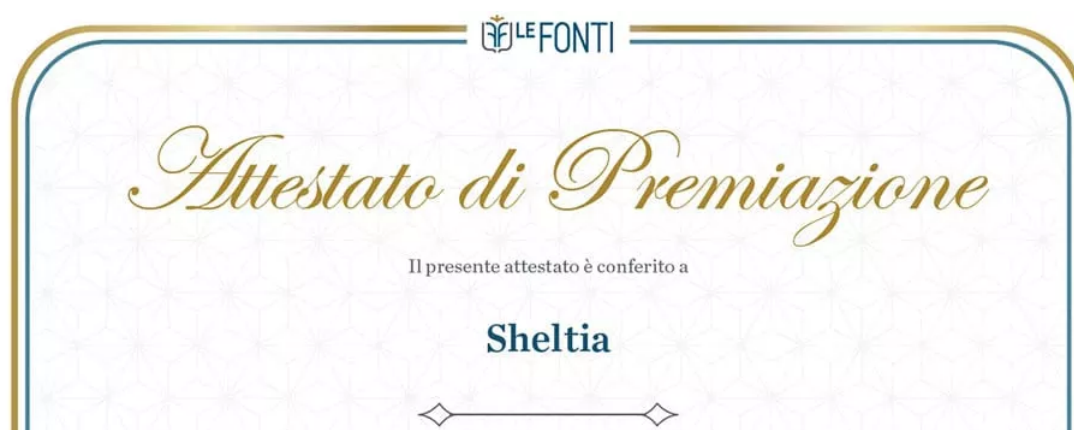 LE FONTI
Attestato di Premiazione
Il presente attestato è conferito a
Sheltia